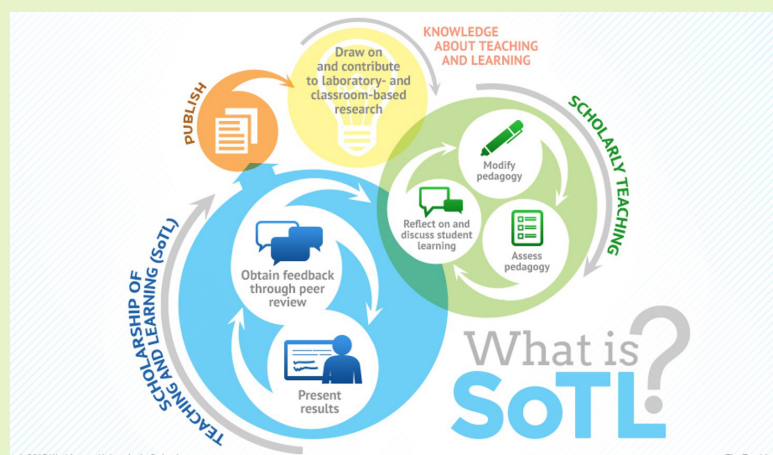 KNOWLEDGE
ABOUT TEACHING
AND LEARNING
Draw on
and contribute
to laboratory- and
classroom-based
research
PUBLISH
SCHOLARLY TEACHING
Modify
pedagogy
Reflect on and
discuss student
learning
Assess
pedagogy
SCHOLARSHIP OF
TEACHING AND LEARNING (SoTL)
Obtain feedback
through peer
review
Present
results
What is
SoTL?